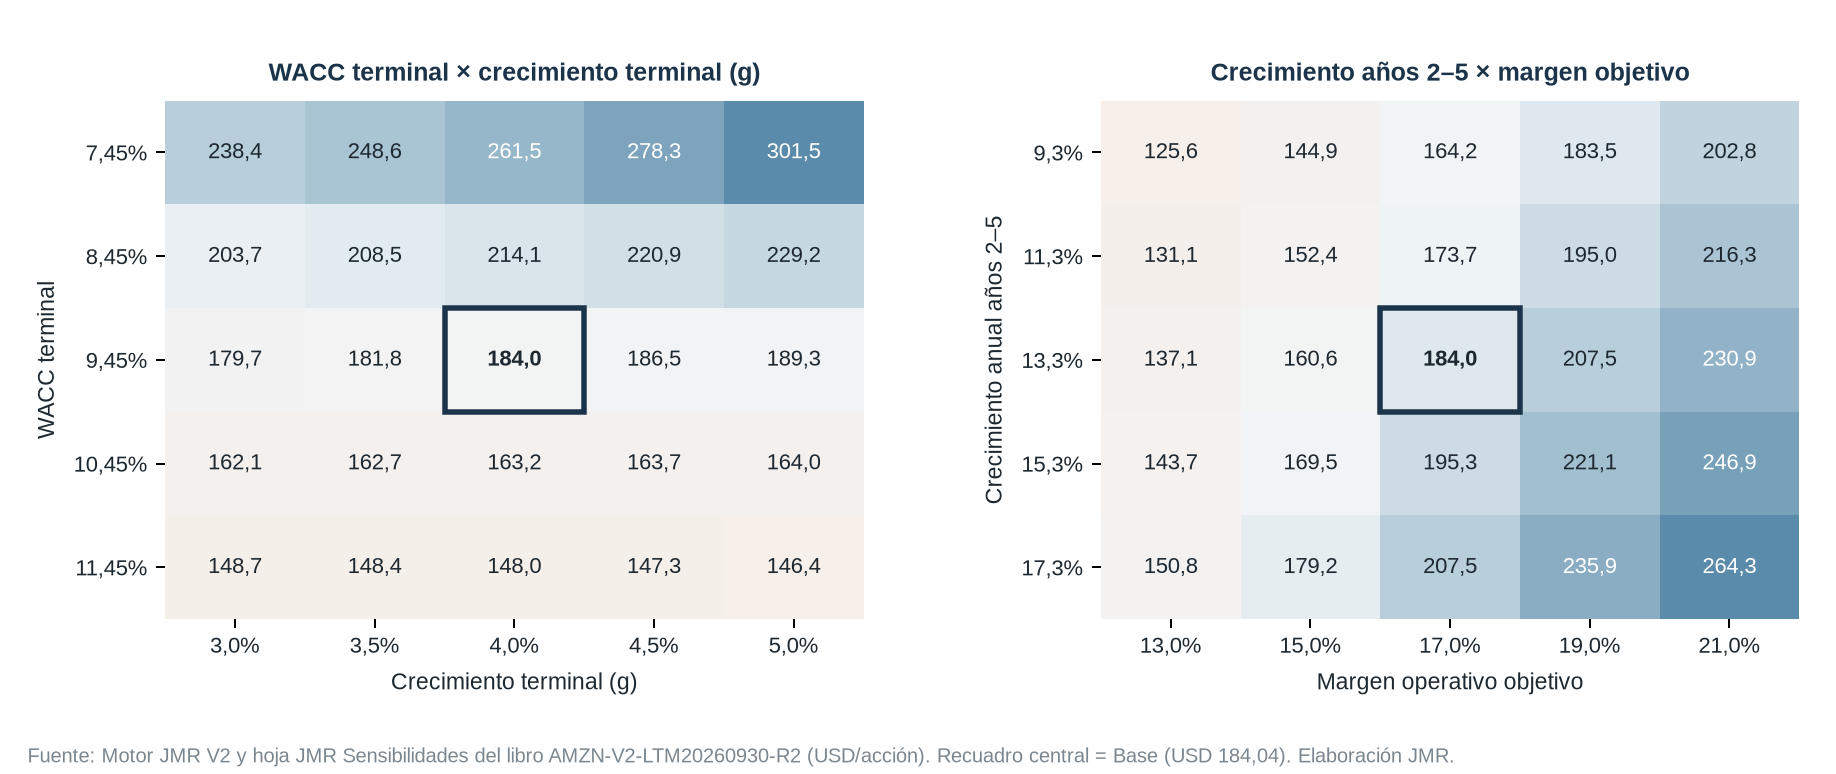 WACC terminal × crecimiento terminal (g)
WACC terminal
7,45% 238,4 248,6 261,5 278,3 301,5
8,45% 203,7 208,5 214,1 220,9 229,2
9,45% 179,7 181,8 184,0 186,5 189,3
10,45% 162,1 162,7 163,2 163,7 164,0
11,45% 148,7 148,4 148,0 147,3 146,4
3,0% 3,5% 4,0% 4,5% 5,0%
Crecimiento terminal (g)
Crecimiento años 2–5 × margen objetivo
Crecimiento anual años 2–5
9,3% 125,6 144,9 164,2 183,5 202,8
11,3% 131,1 152,4 173,7 195,0 216,3
13,3% 137,1 160,6 184,0 207,5 230,9
15,3% 143,7 169,5 195,3 221,1 246,9
17,3% 150,8 179,2 207,5 235,9 264,3
13,0% 15,0% 17,0% 19,0% 21,0%
Margen operativo objetivo
Fuente: Motor JMR V2 y hoja JMR Sensibilidades del libro AMZN-V2-LTM20260930-R2 (USD/acción). Recuadro central = Base (USD 184,04). Elaboración JMR.